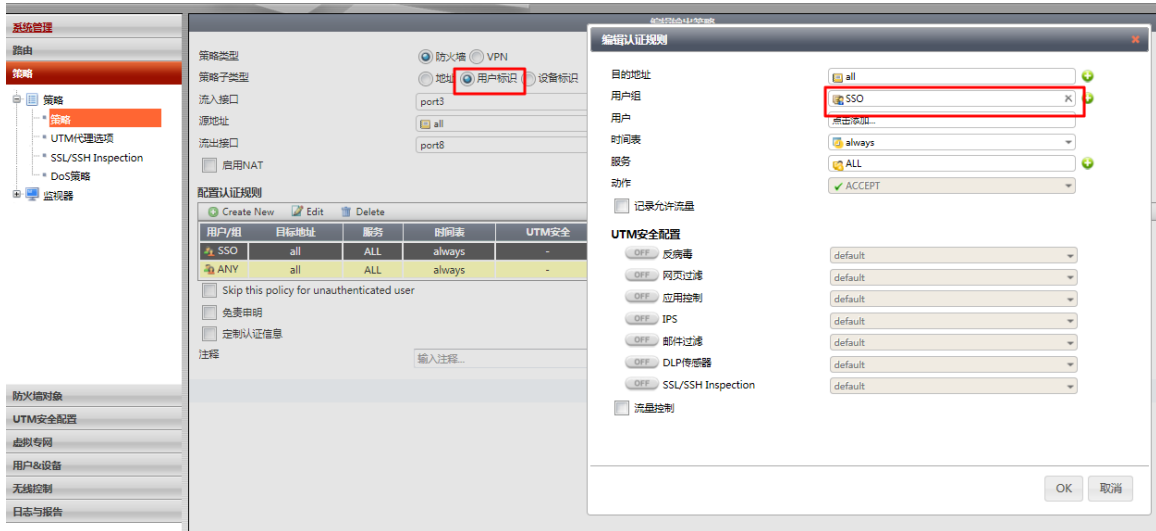 系统管理
路由
策略
策略
策略
UTM代理选项
SSL/SSH Inspection
DoS策略
监视器
防火墙对象
UTM安全配置
虚拟专网
用户&设备
无线控制
日志与报告
策略类型
防火墙 VPN
策略子类型
地址 用户标识 设备标识
流入接口
port3
源地址
all
流出接口
port8
启用NAT
配置认证规则
Create New Edit Delete
用户/组 目标地址 服务 时间表 UTM安全
SSO all ALL always -
ANY all ALL always -
Skip this policy for unauthenticated user
免责申明
定制认证信息
注释
输入注释...
编辑认证规则
目的地址
all
用户组
SSO
用户
点击添加...
时间表
always
服务
ALL
动作
ACCEPT
记录允许流量
UTM安全配置
OFF 反病毒 default
OFF 网页过滤 default
OFF 应用控制 default
OFF IPS default
OFF 邮件过滤 default
OFF DLP传感器 default
OFF SSL/SSH Inspection default
流量控制
OK 取消